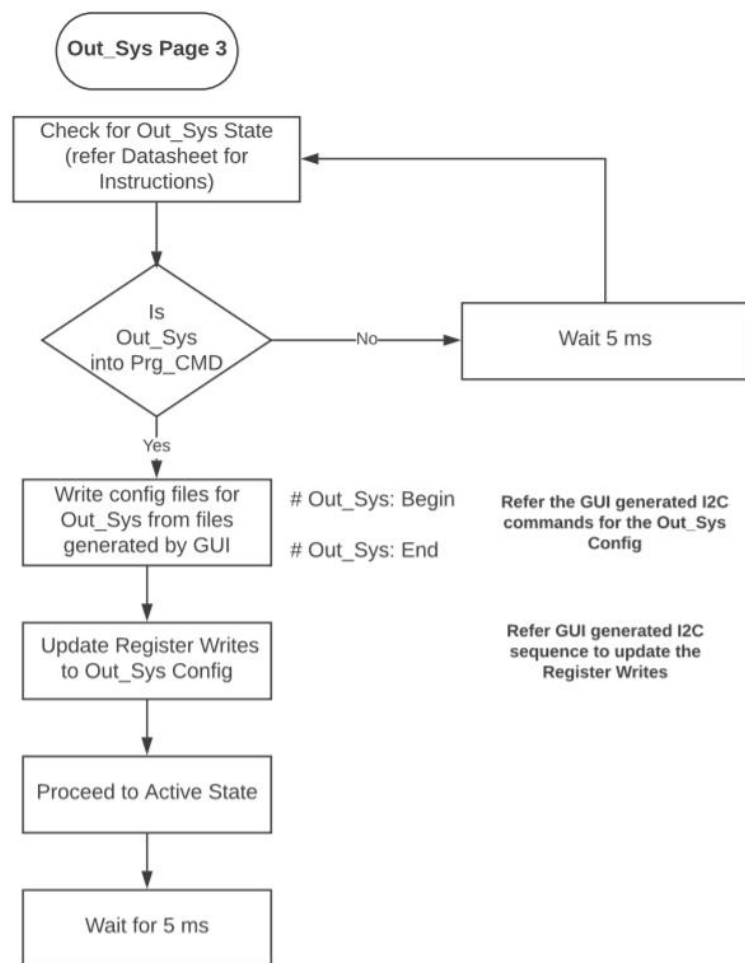 Out_Sys Page 3
Check for Out_Sys State
(refer Datasheet for
Instructions)
Is
Out_Sys
into Prg_CMD
No
Wait 5 ms
Yes
Write config files for
Out_Sys from files
generated by GUI
# Out_Sys: Begin
# Out_Sys: End
Refer the GUI generated I2C
commands for the Out_Sys
Config
Update Register Writes
to Out_Sys Config
Refer GUI generated I2C
sequence to update the
Register Writes
Proceed to Active State
Wait for 5 ms